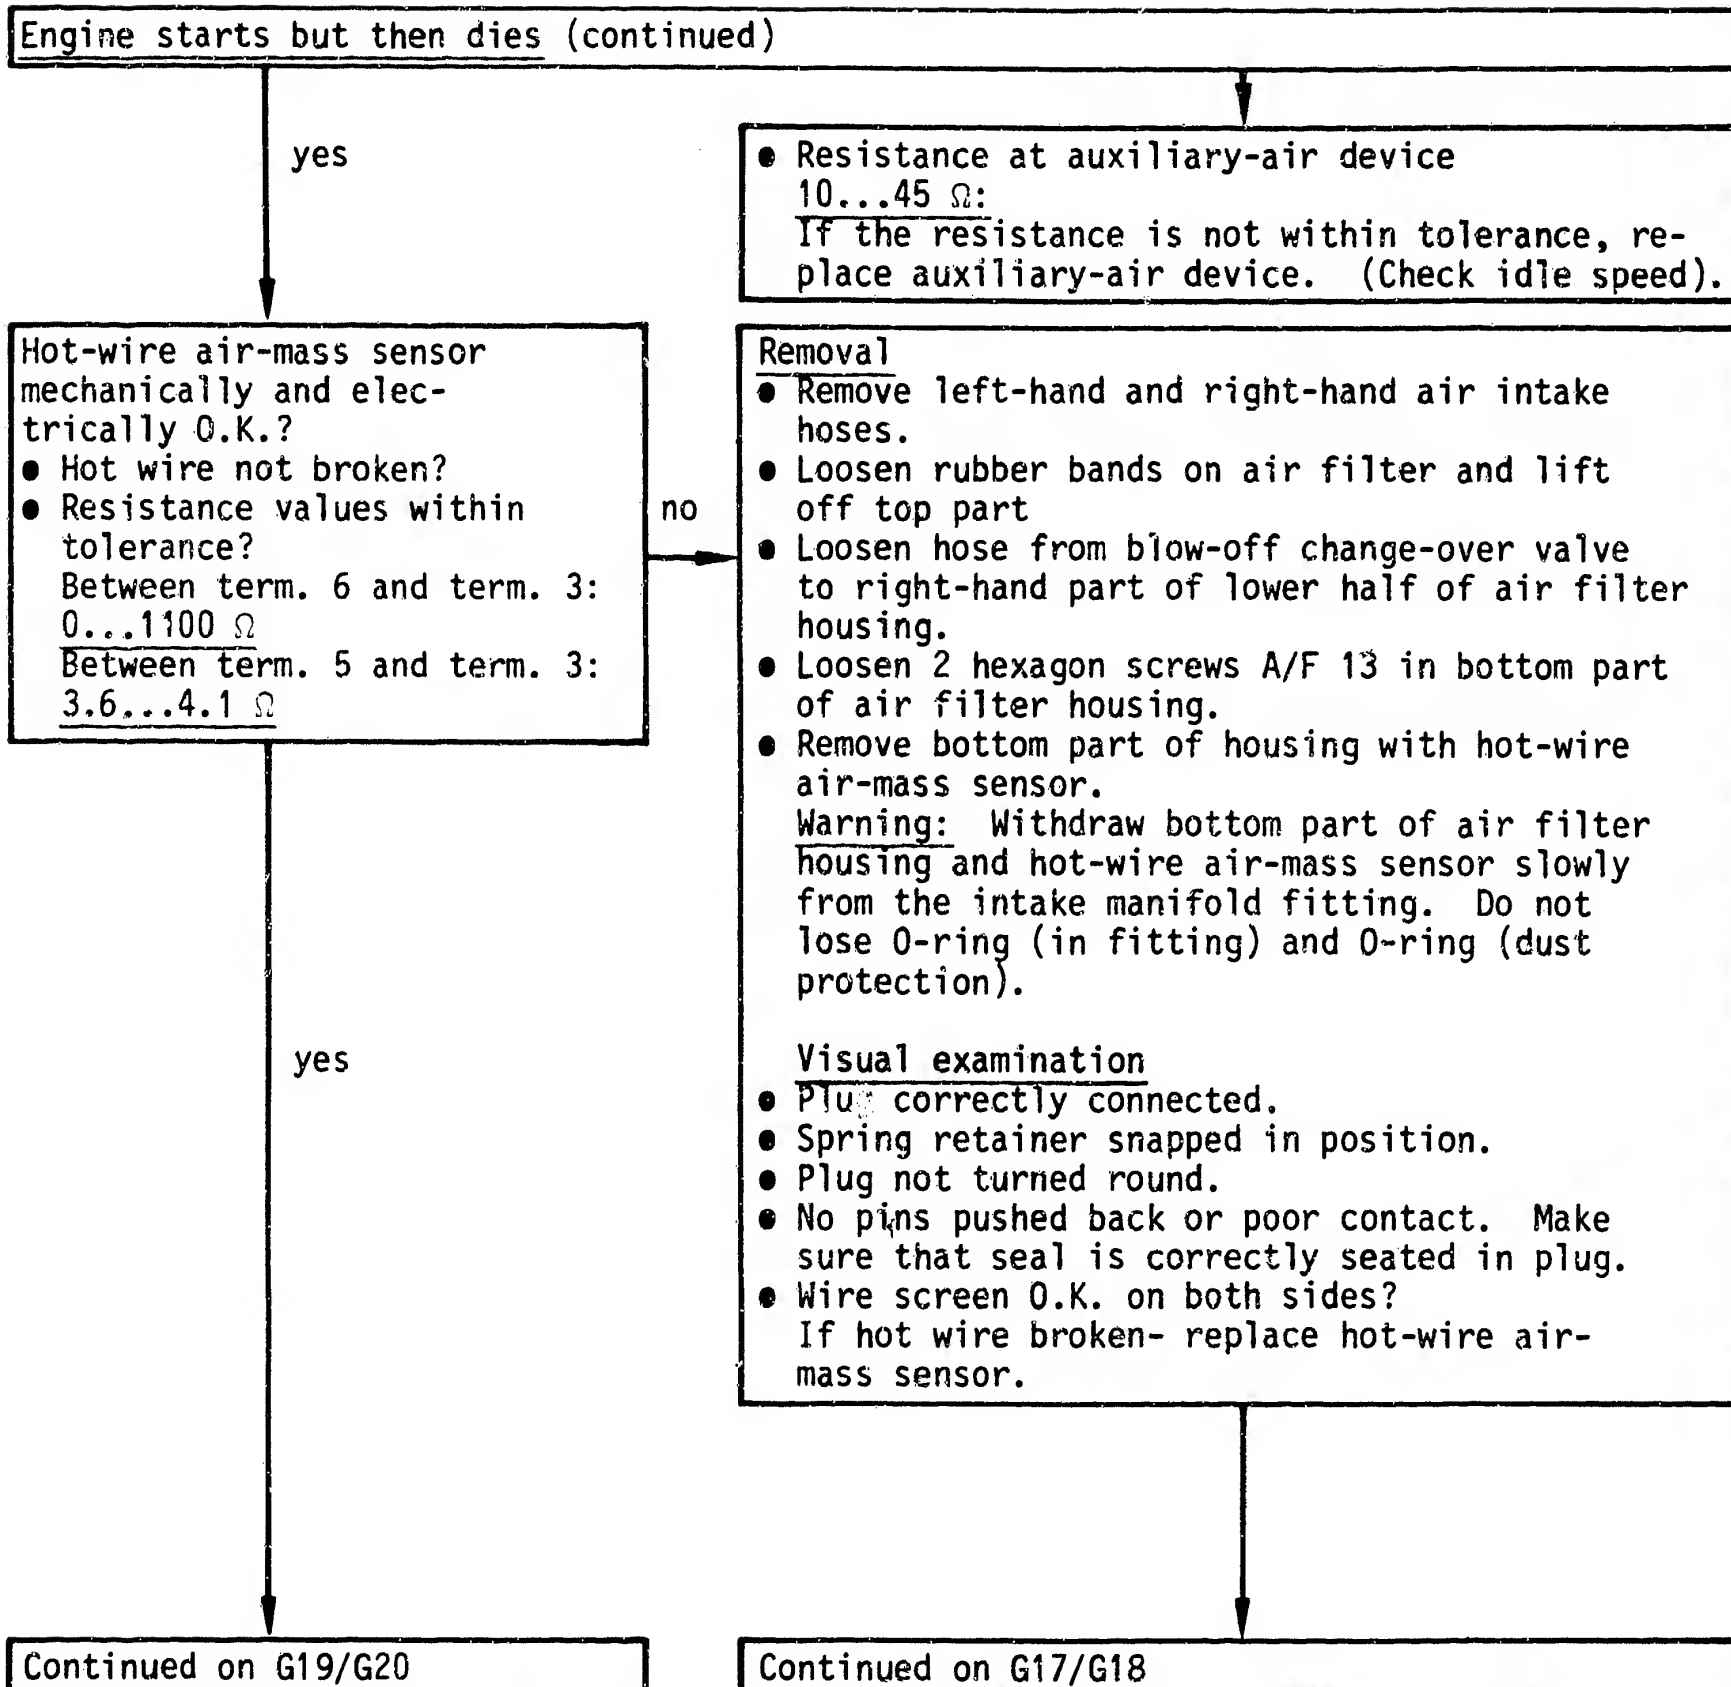 Engine starts but then dies (continued)
yes
● Resistance at auxiliary-air device
10...45 Ω:
If the resistance is not within tolerance, re-
place auxiliary-air device. (Check idle speed).
Hot-wire air-mass sensor
mechanically and elec-
trically O.K.?
● Hot wire not broken?
● Resistance values within
tolerance?
Between term. 6 and term. 3:
0...1100 Ω
Between term. 5 and term. 3:
3.6...4.1 Ω
no
Removal
● Remove left-hand and right-hand air intake
hoses.
● Loosen rubber bands on air filter and lift
off top part
● Loosen hose from blow-off change-over valve
to right-hand part of lower half of air filter
housing.
● Loosen 2 hexagon screws A/F 13 in bottom part
of air filter housing.
● Remove bottom part of housing with hot-wire
air-mass sensor.
Warning: Withdraw bottom part of air filter
housing and hot-wire air-mass sensor slowly
from the intake manifold fitting. Do not
lose O-ring (in fitting) and O-ring (dust
protection).
Visual examination
● Plug correctly connected.
● Spring retainer snapped in position.
● Plug not turned round.
● No pins pushed back or poor contact. Make
sure that seal is correctly seated in plug.
● Wire screen O.K. on both sides?
If hot wire broken- replace hot-wire air-
mass sensor.
yes
Continued on G19/G20
Continued on G17/G18